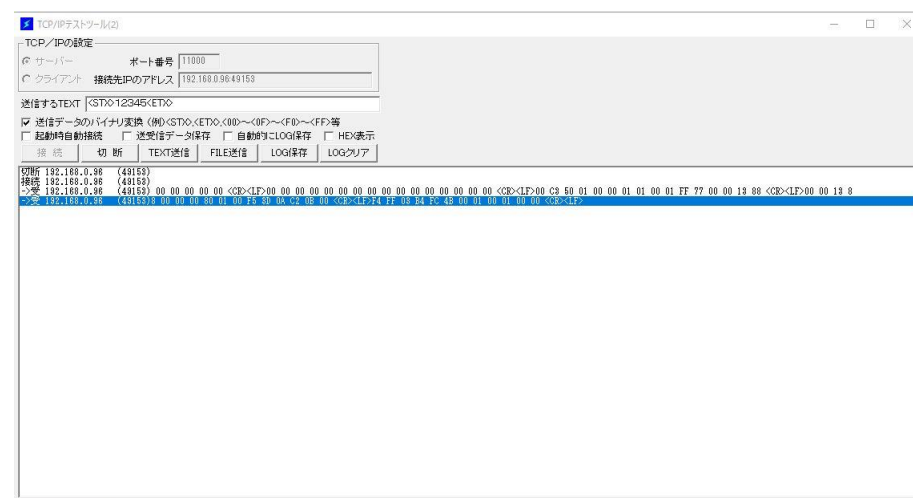 TCP/IPテストツール(2)
TCP/IPの設定
サーバー ポート番号 11000
クライアント 接続先IPのアドレス 192.168.0.96:49153
送信するTEXT <STX>12345<ETX>
送信データのバイナリ変換 (例)<STX>,<ETX>,<00>～<0F>～<F0>～<FF>等
起動時自動接続 送受信データ保存 自動的にLOG保存 HEX表示
接 続 切 断 TEXT送信 FILE送信 LOG保存 LOGクリア
切断 192.168.0.96 (49153)
接続 192.168.0.96 (49153)
->受 192.168.0.96 (49153) 00 00 00 00 00 <CR><LF>00 00 00 00 00 00 00 00 00 00 00 00 00 00 00 00 <CR><LF>00 C3 50 01 00 00 01 01 00 01 FF 77 00 00 13 88 <CR><LF>00 00 13 8
->受 192.168.0.96 (49153)8 00 00 00 80 01 00 F5 3D 0A C2 0B 00 <CR><LF>F4 FF 03 B4 FC 4B 00 01 00 01 00 00 <CR><LF>